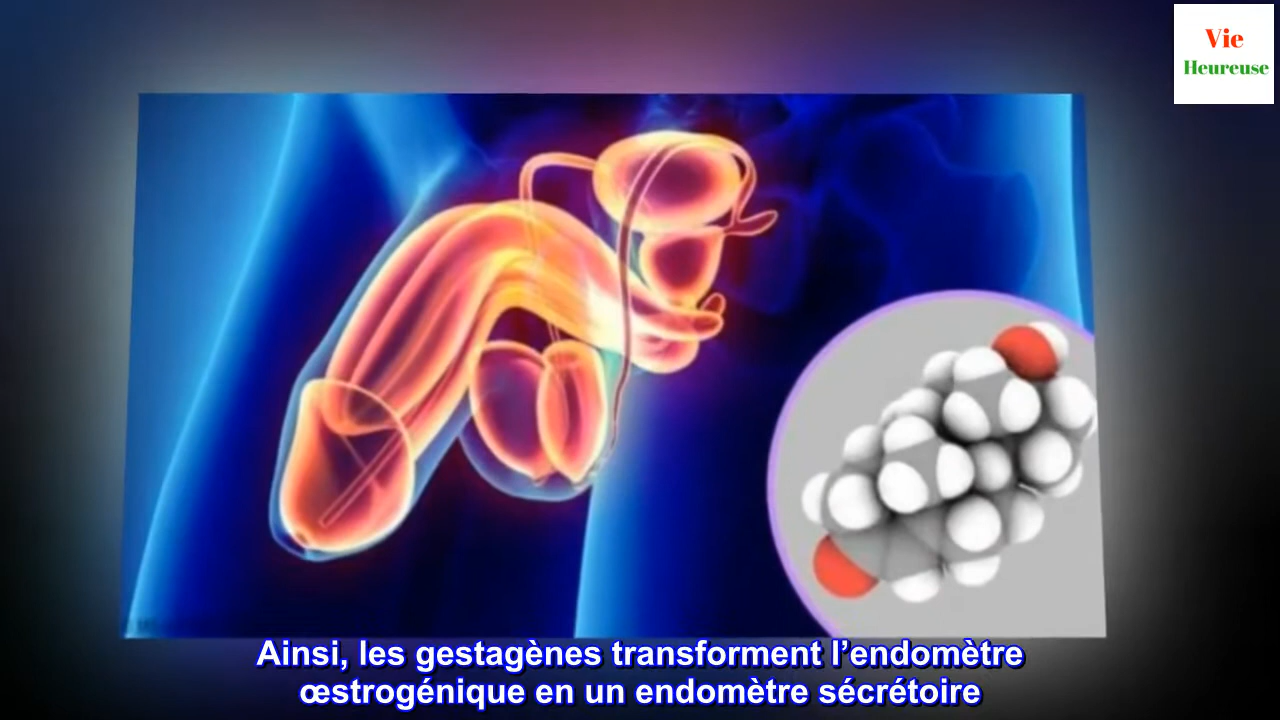 Vie
Heureuse
Ainsi, les gestagènes transforment l’endomètre
œstrogénique en un endomètre sécrétoire